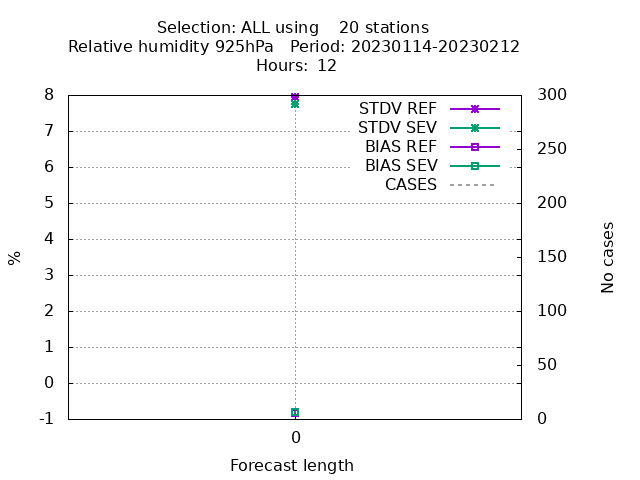 Selection: ALL using    20 stations
Relative humidity 925hPa   Period: 20230114-20230212
Hours: 12
STDV REF
STDV SEV
BIAS REF
BIAS SEV
CASES
8
7
6
5
4
3
2
1
0
-1
%
300
250
200
150
100
50
0
No cases
0
Forecast length